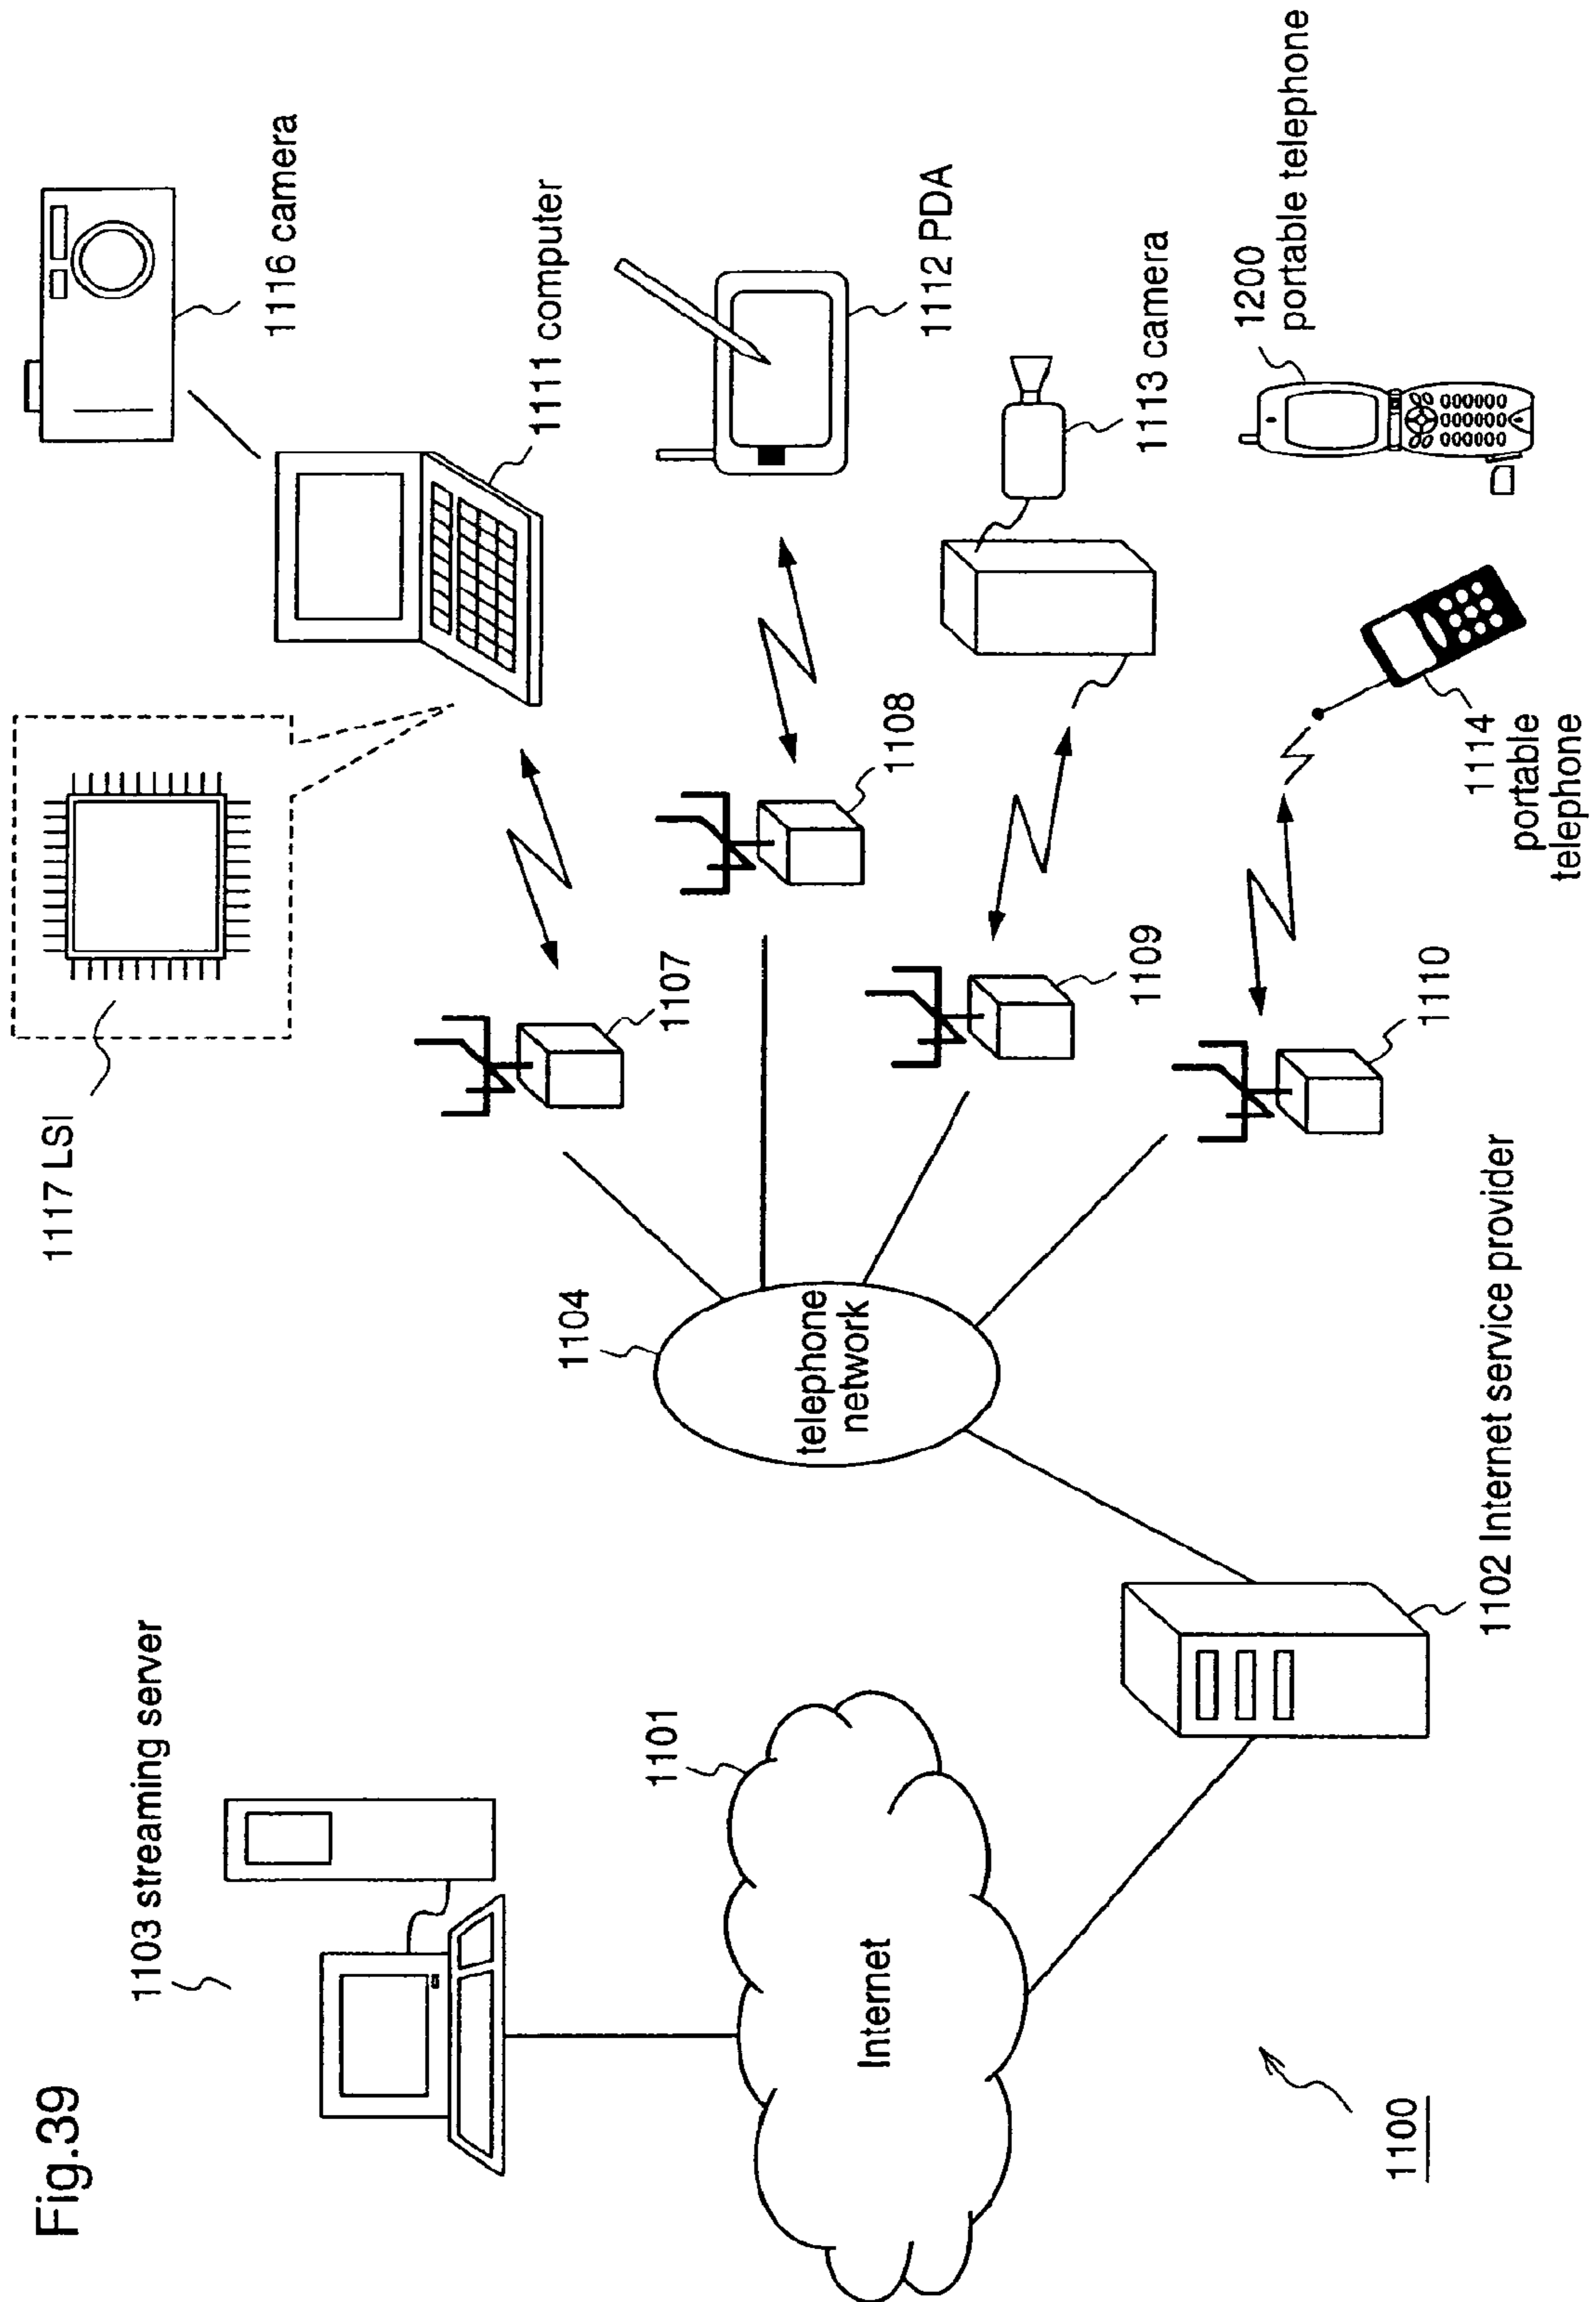 Fig.39
1103 streaming server
1117 LSI
1116 camera
1111 computer
1107
1101
Internet
1104
telephone
network
1108
1112 PDA
1109
1113 camera
1110
1102 Internet service provider
1114
portable
telephone
1200
portable telephone
1100